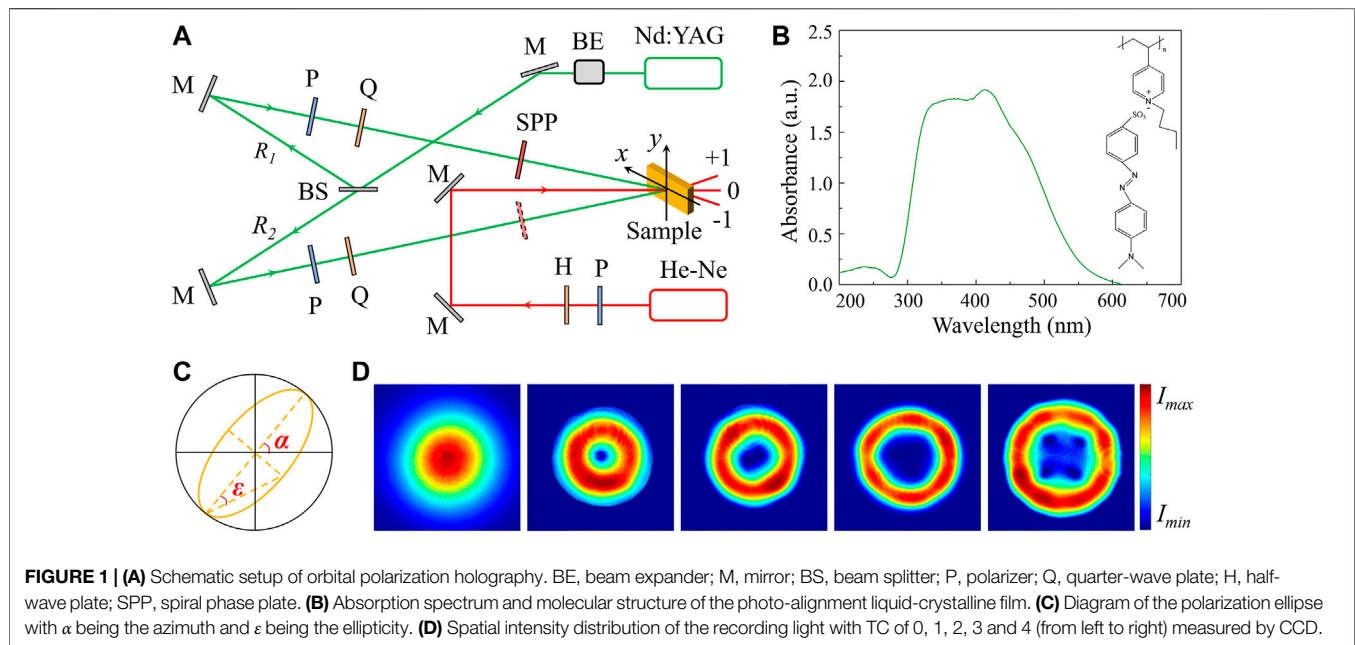 A
M
BE
Nd:YAG
M
P
Q
SPP
R1
BS
M
x
y
+1
0
-1
Sample
R2
M
P
Q
H
P
He-Ne
M
B
2.5
2.0
1.5
1.0
0.5
0.0
Absorbance (a.u.)
200 300 400 500 600 700
Wavelength (nm)
n
N
+
-
SO3
N
N
N
C
α
ε
D
Imax
Imin
FIGURE 1 | (A) Schematic setup of orbital polarization holography. BE, beam expander; M, mirror; BS, beam splitter; P, polarizer; Q, quarter-wave plate; H, half-
wave plate; SPP, spiral phase plate. (B) Absorption spectrum and molecular structure of the photo-alignment liquid-crystalline film. (C) Diagram of the polarization ellipse
with α being the azimuth and ε being the ellipticity. (D) Spatial intensity distribution of the recording light with TC of 0, 1, 2, 3 and 4 (from left to right) measured by CCD.